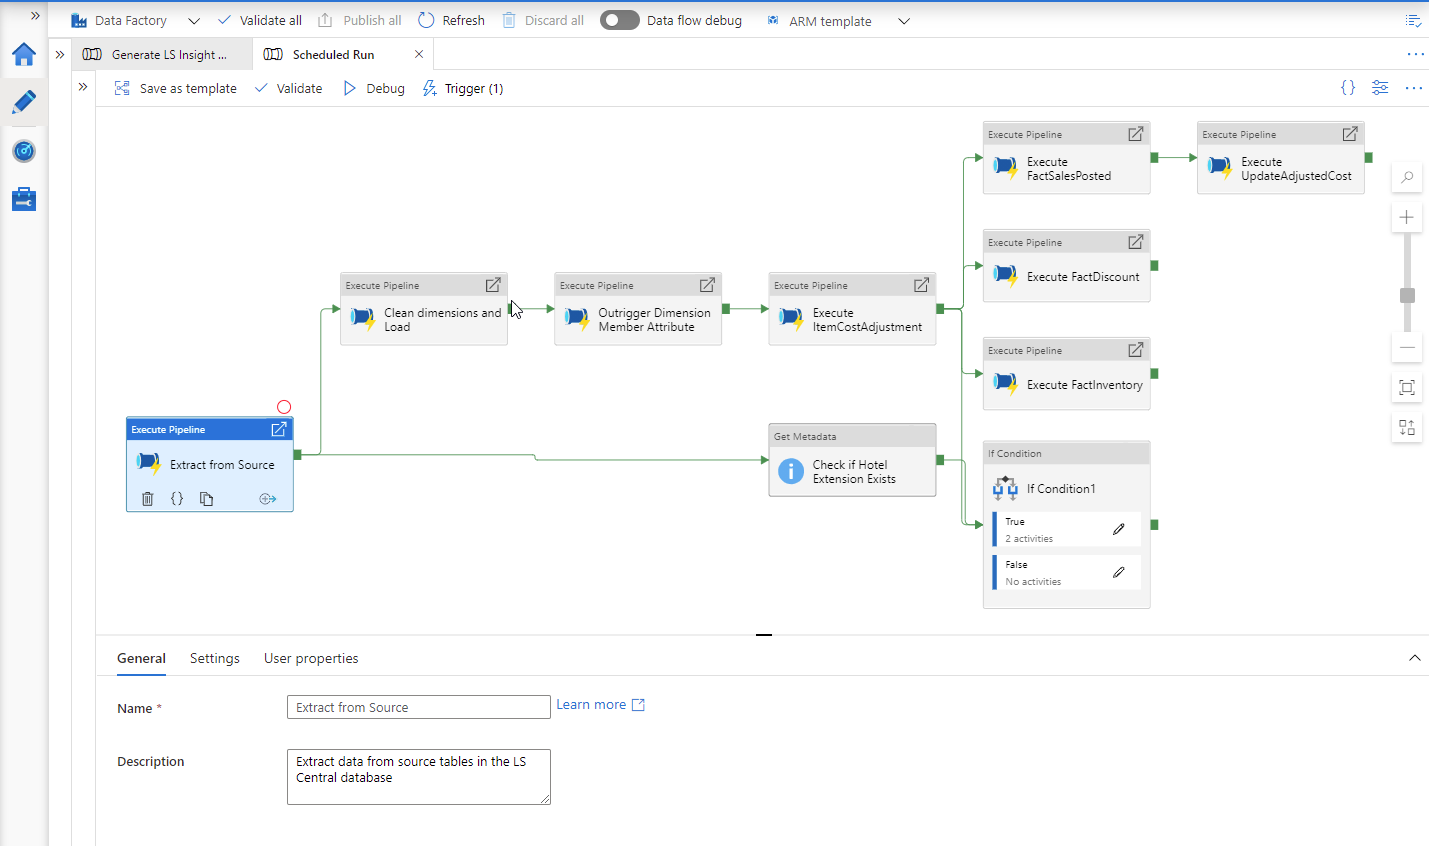 Data Factory
Validate all
Publish all
Refresh
Discard all
Data flow debug
ARM template
Generate LS Insight ...
Scheduled Run
Save as template
Validate
Debug
Trigger (1)
Execute Pipeline
Execute
FactSalesPosted
Execute Pipeline
Execute
UpdateAdjustedCost
Execute Pipeline
Execute FactDiscount
Execute Pipeline
Clean dimensions and
Load
Execute Pipeline
Outrigger Dimension
Member Attribute
Execute Pipeline
Execute
ItemCostAdjustment
Execute Pipeline
Execute FactInventory
Execute Pipeline
Extract from Source
Get Metadata
Check if Hotel
Extension Exists
If Condition
If Condition1
True
2 activities
False
No activities
General
Settings
User properties
Name *
Extract from Source
Learn more
Description
Extract data from source tables in the LS
Central database